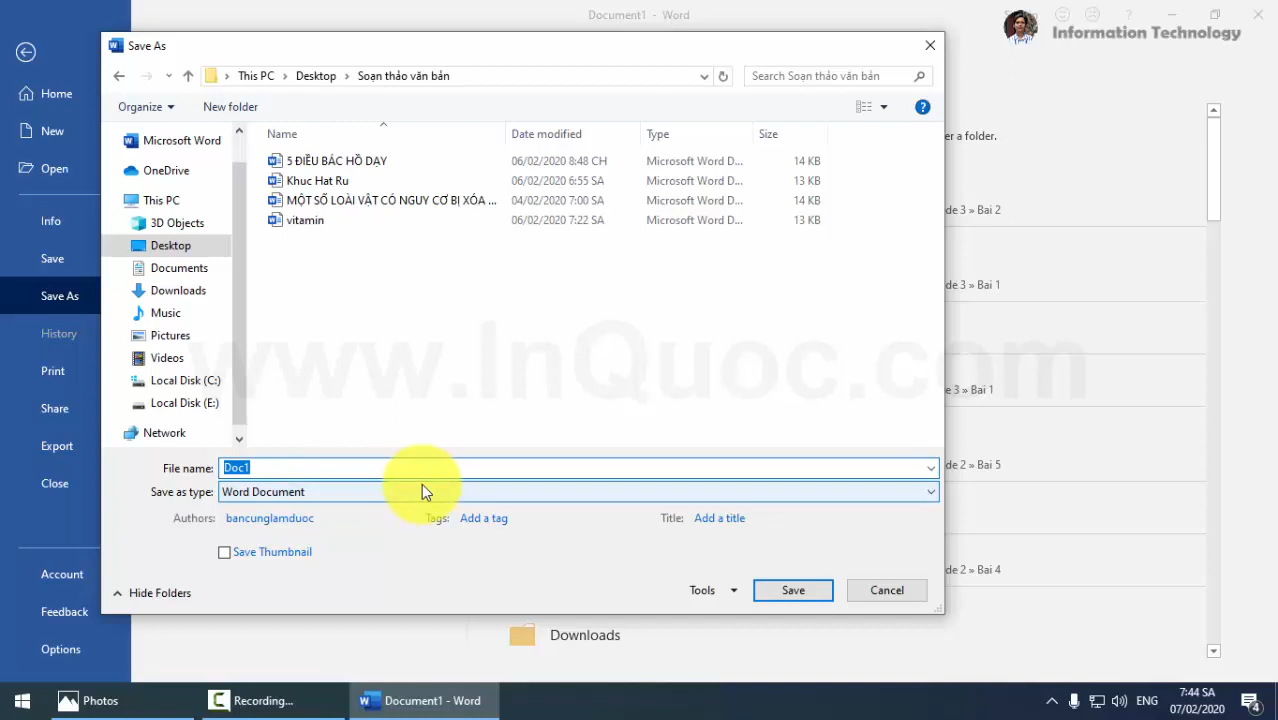 Document1 - Word
Information Technology
Save As
This PC
Desktop
Soạn thảo văn bản
Search Soạn thảo văn bản
Organize
New folder
Home
New
Open
Info
Save
Save As
History
Print
Share
Export
Close
Account
Feedback
Options
Microsoft Word
OneDrive
This PC
3D Objects
Desktop
Documents
Downloads
Music
Pictures
Videos
Local Disk (C:)
Local Disk (E:)
Network
Name Date modified Type Size
5 ĐIỀU BÁC HỒ DẠY 06/02/2020 8:48 CH Microsoft Word D... 14 KB
Khuc Hat Ru 06/02/2020 6:55 SA Microsoft Word D... 13 KB
MỘT SỐ LOÀI VẬT CÓ NGUY CƠ BỊ XÓA ... 04/02/2020 7:00 SA Microsoft Word D... 14 KB
vitamin 06/02/2020 7:22 SA Microsoft Word D... 13 KB
er a folder.
de 3 » Bai 2
de 3 » Bai 1
3 » Bai 1
de 2 » Bai 5
de 2 » Bai 4
www.InQuoc.com
File name: Doc1
Save as type: Word Document
Authors: bancunglamduoc Tags: Add a tag Title: Add a title
Save Thumbnail
Hide Folders
Tools
Save
Cancel
Downloads
Photos
Recording...
Document1 - Word
ENG
7:44 SA
07/02/2020
4